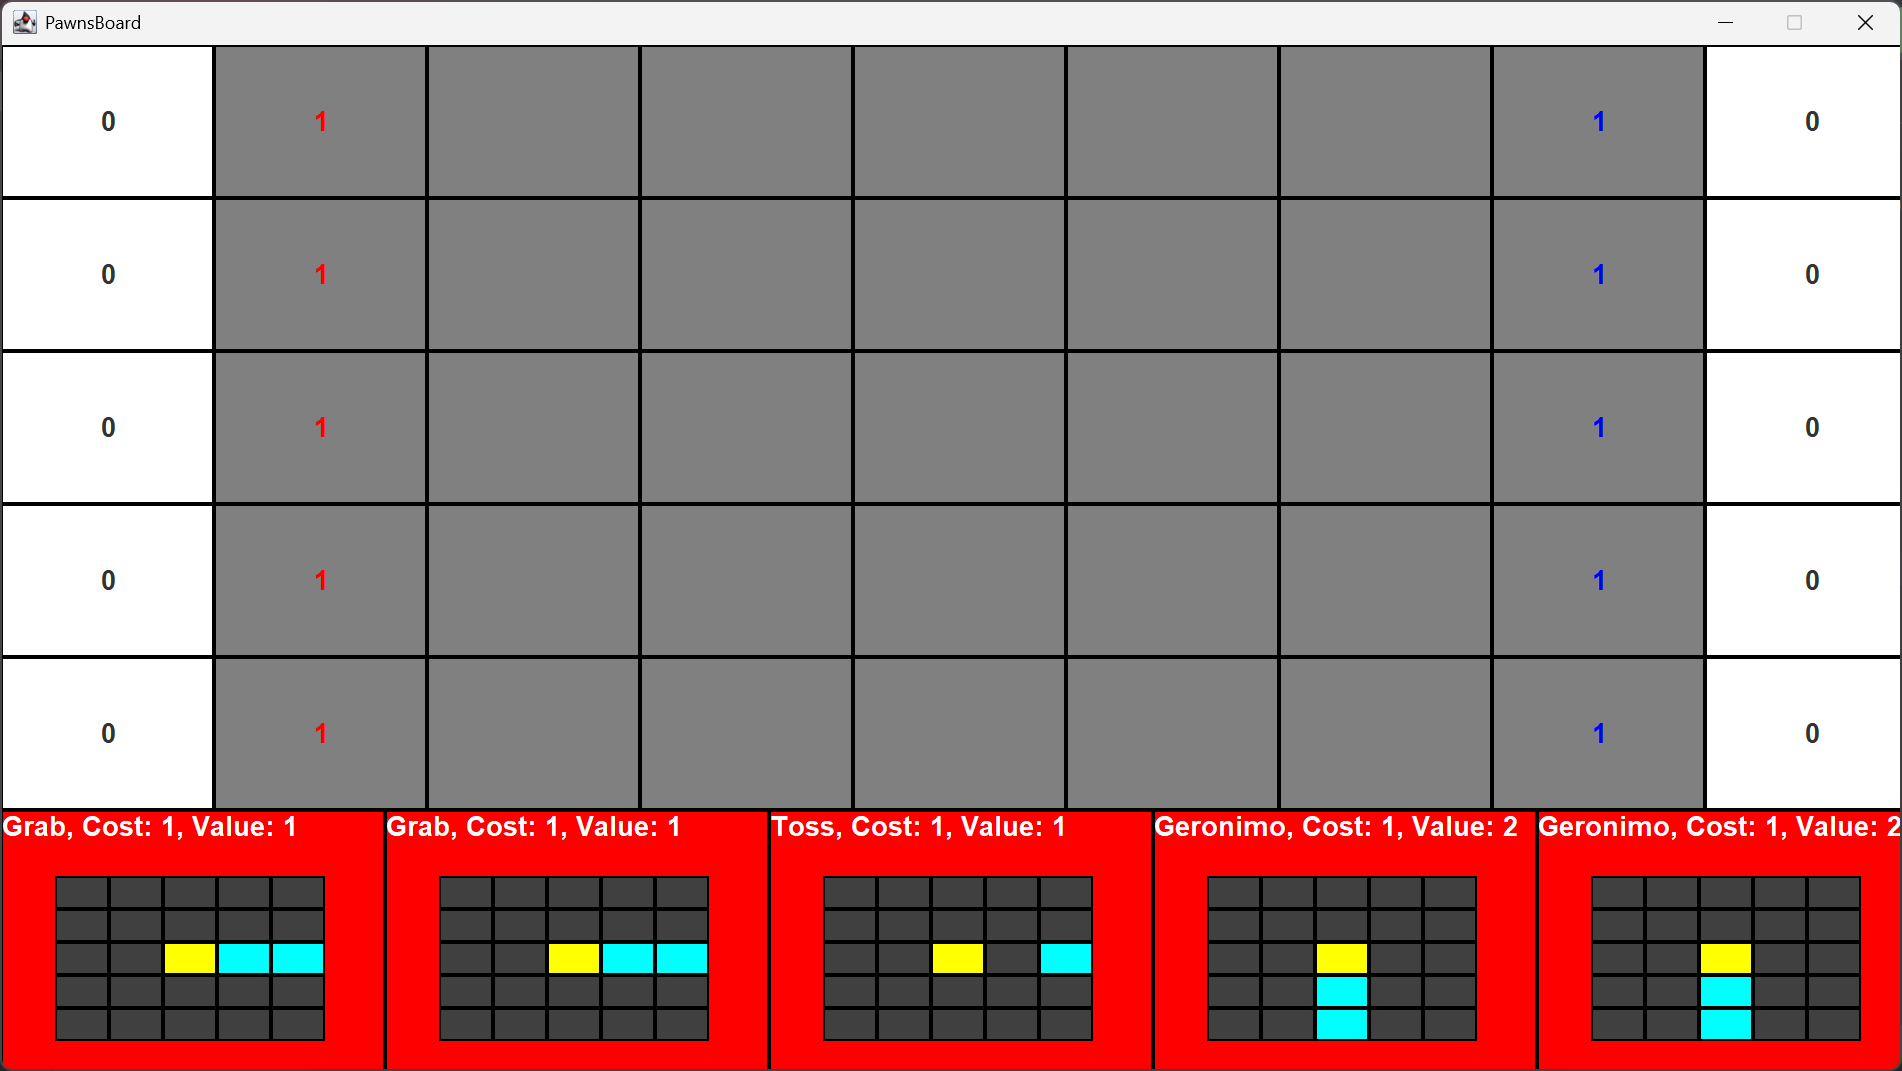 PawnsBoard
0 1 1 0
0 1 1 0
0 1 1 0
0 1 1 0
0 1 1 0
Grab, Cost: 1, Value: 1
Grab, Cost: 1, Value: 1
Toss, Cost: 1, Value: 1
Geronimo, Cost: 1, Value: 2
Geronimo, Cost: 1, Value: 2